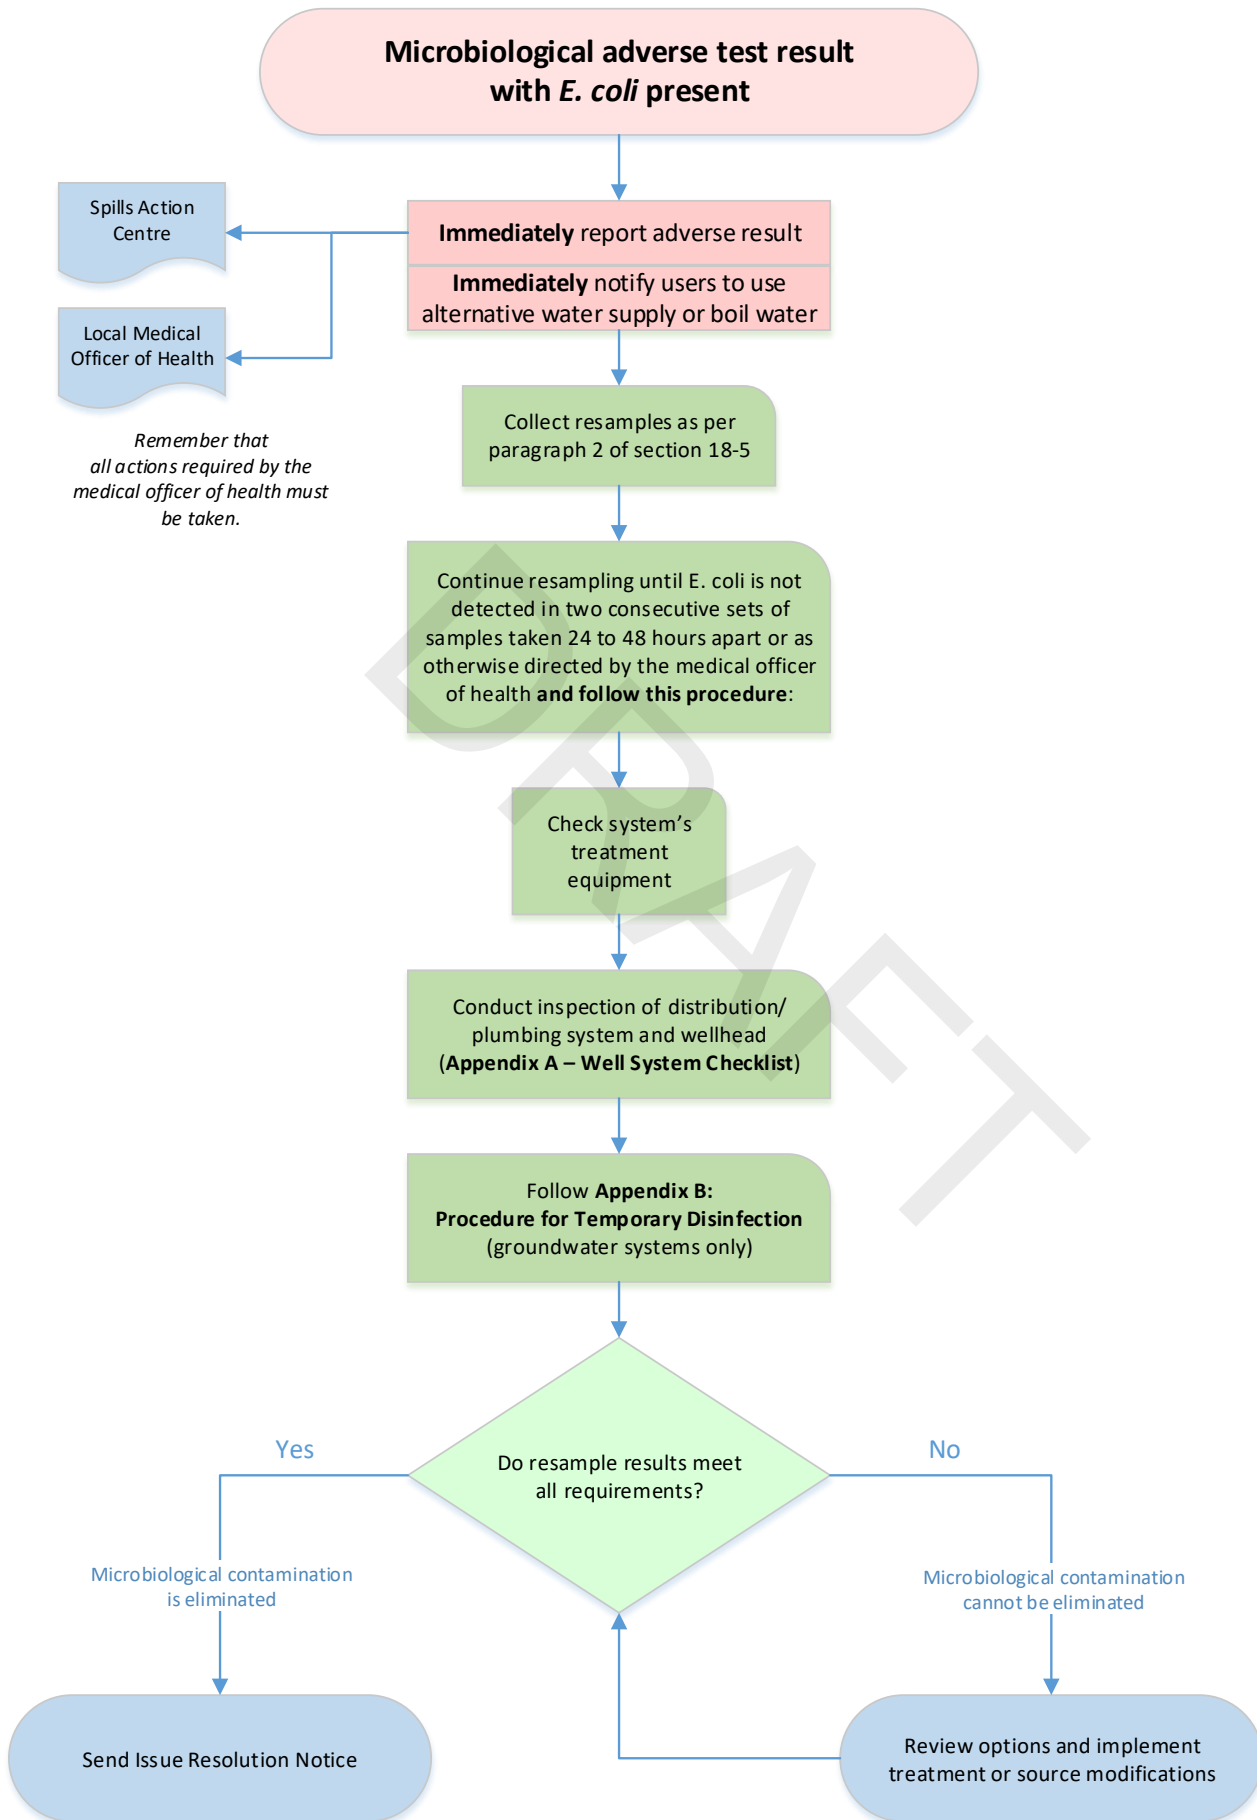 Microbiological adverse test result
with E. coli present
Spills Action
Centre
Immediately report adverse result
Immediately notify users to use
alternative water supply or boil water
Local Medical
Officer of Health
Remember that
all actions required by the
medical officer of health must
be taken.
Collect resamples as per
paragraph 2 of section 18-5
Continue resampling until E. coli is not
detected in two consecutive sets of
samples taken 24 to 48 hours apart or as
otherwise directed by the medical officer
of health and follow this procedure:
Check system's
treatment
equipment
Conduct inspection of distribution/
plumbing system and wellhead
(Appendix A – Well System Checklist)
Follow Appendix B:
Procedure for Temporary Disinfection
(groundwater systems only)
Do resample results meet
all requirements?
Yes
No
Microbiological contamination
is eliminated
Microbiological contamination
cannot be eliminated
Send Issue Resolution Notice
Review options and implement
treatment or source modifications
DRAFT